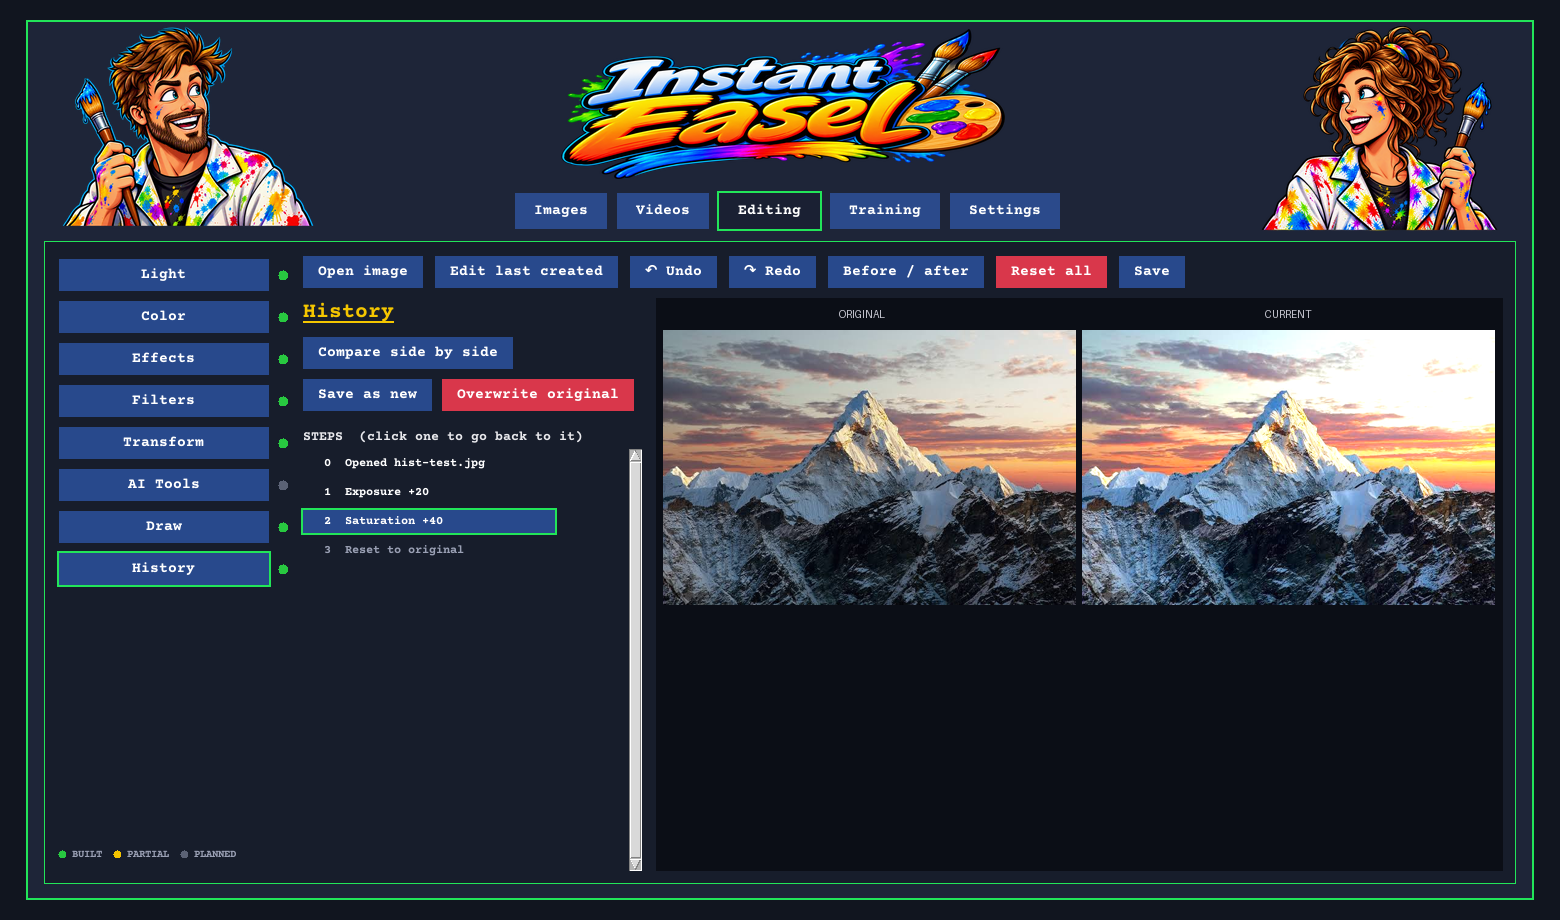 Instant
Easel
Images Videos Editing Training Settings
Light
Color
Effects
Filters
Transform
AI Tools
Draw
History
BUILT PARTIAL PLANNED
Open image Edit last created ↶ Undo ↷ Redo Before / after Reset all Save
History
Compare side by side
Save as new Overwrite original
STEPS (click one to go back to it)
0 Opened hist-test.jpg
1 Exposure +20
2 Saturation +40
3 Reset to original
ORIGINAL CURRENT